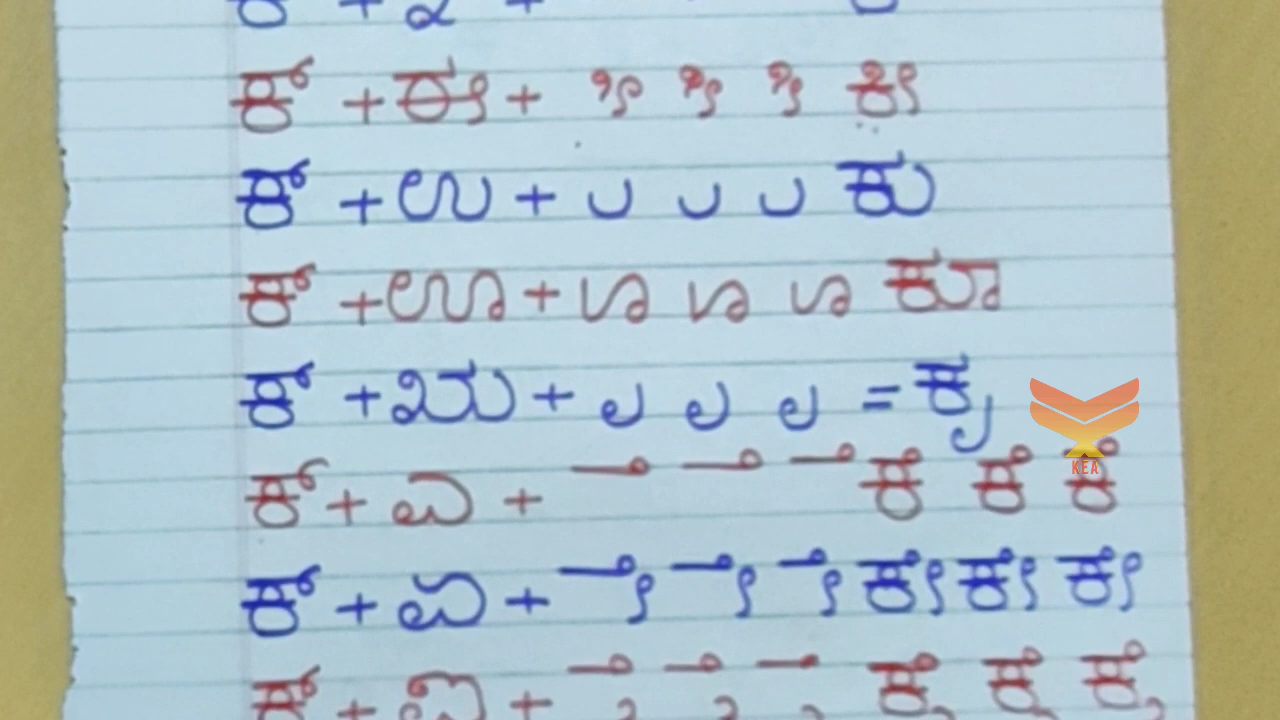 ಕ್ + ಇ +
ಕ್ + ಈ + ೀ ೀ ೀ ಕೀ
ಕ್ + ಉ + ು ು ು ಕು
ಕ್ + ಊ + ೂ ೂ ೂ ಕೂ
ಕ್ + ಋ + ೃ ೃ ೃ = ಕೃ
KEA
ಕ್ + ಎ + ೆ ೆ ೆ ಕೆ ಕೆ ಕೆ
ಕ್ + ಏ + ೇ ೇ ೇ ಕೇ ಕೇ ಕೇ
ಕ್ + ಐ + ೈ ೈ ೈ ಕೈ ಕೈ ಕೈ